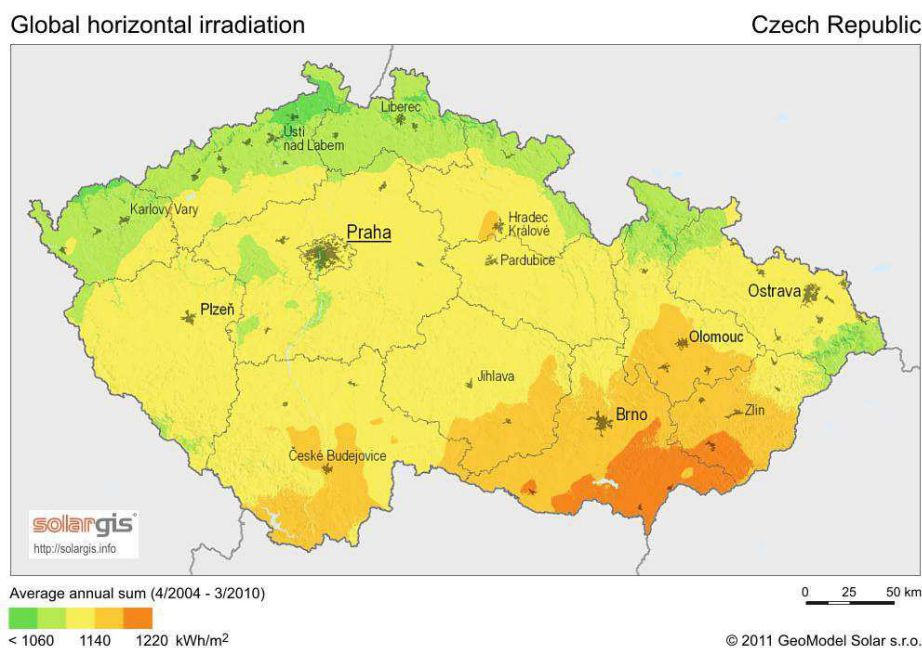 Global horizontal irradiation
Czech Republic
Liberec
Ústí
nad Labem
Karlovy Vary
Praha
Hradec
Králové
Pardubice
Plzeň
Ostrava
Olomouc
Jihlava
Brno
Zlín
České Budejovice
solargis
http://solargis.info
Average annual sum (4/2004 - 3/2010)
0 25 50 km
< 1060 1140 1220 kWh/m²
© 2011 GeoModel Solar s.r.o.